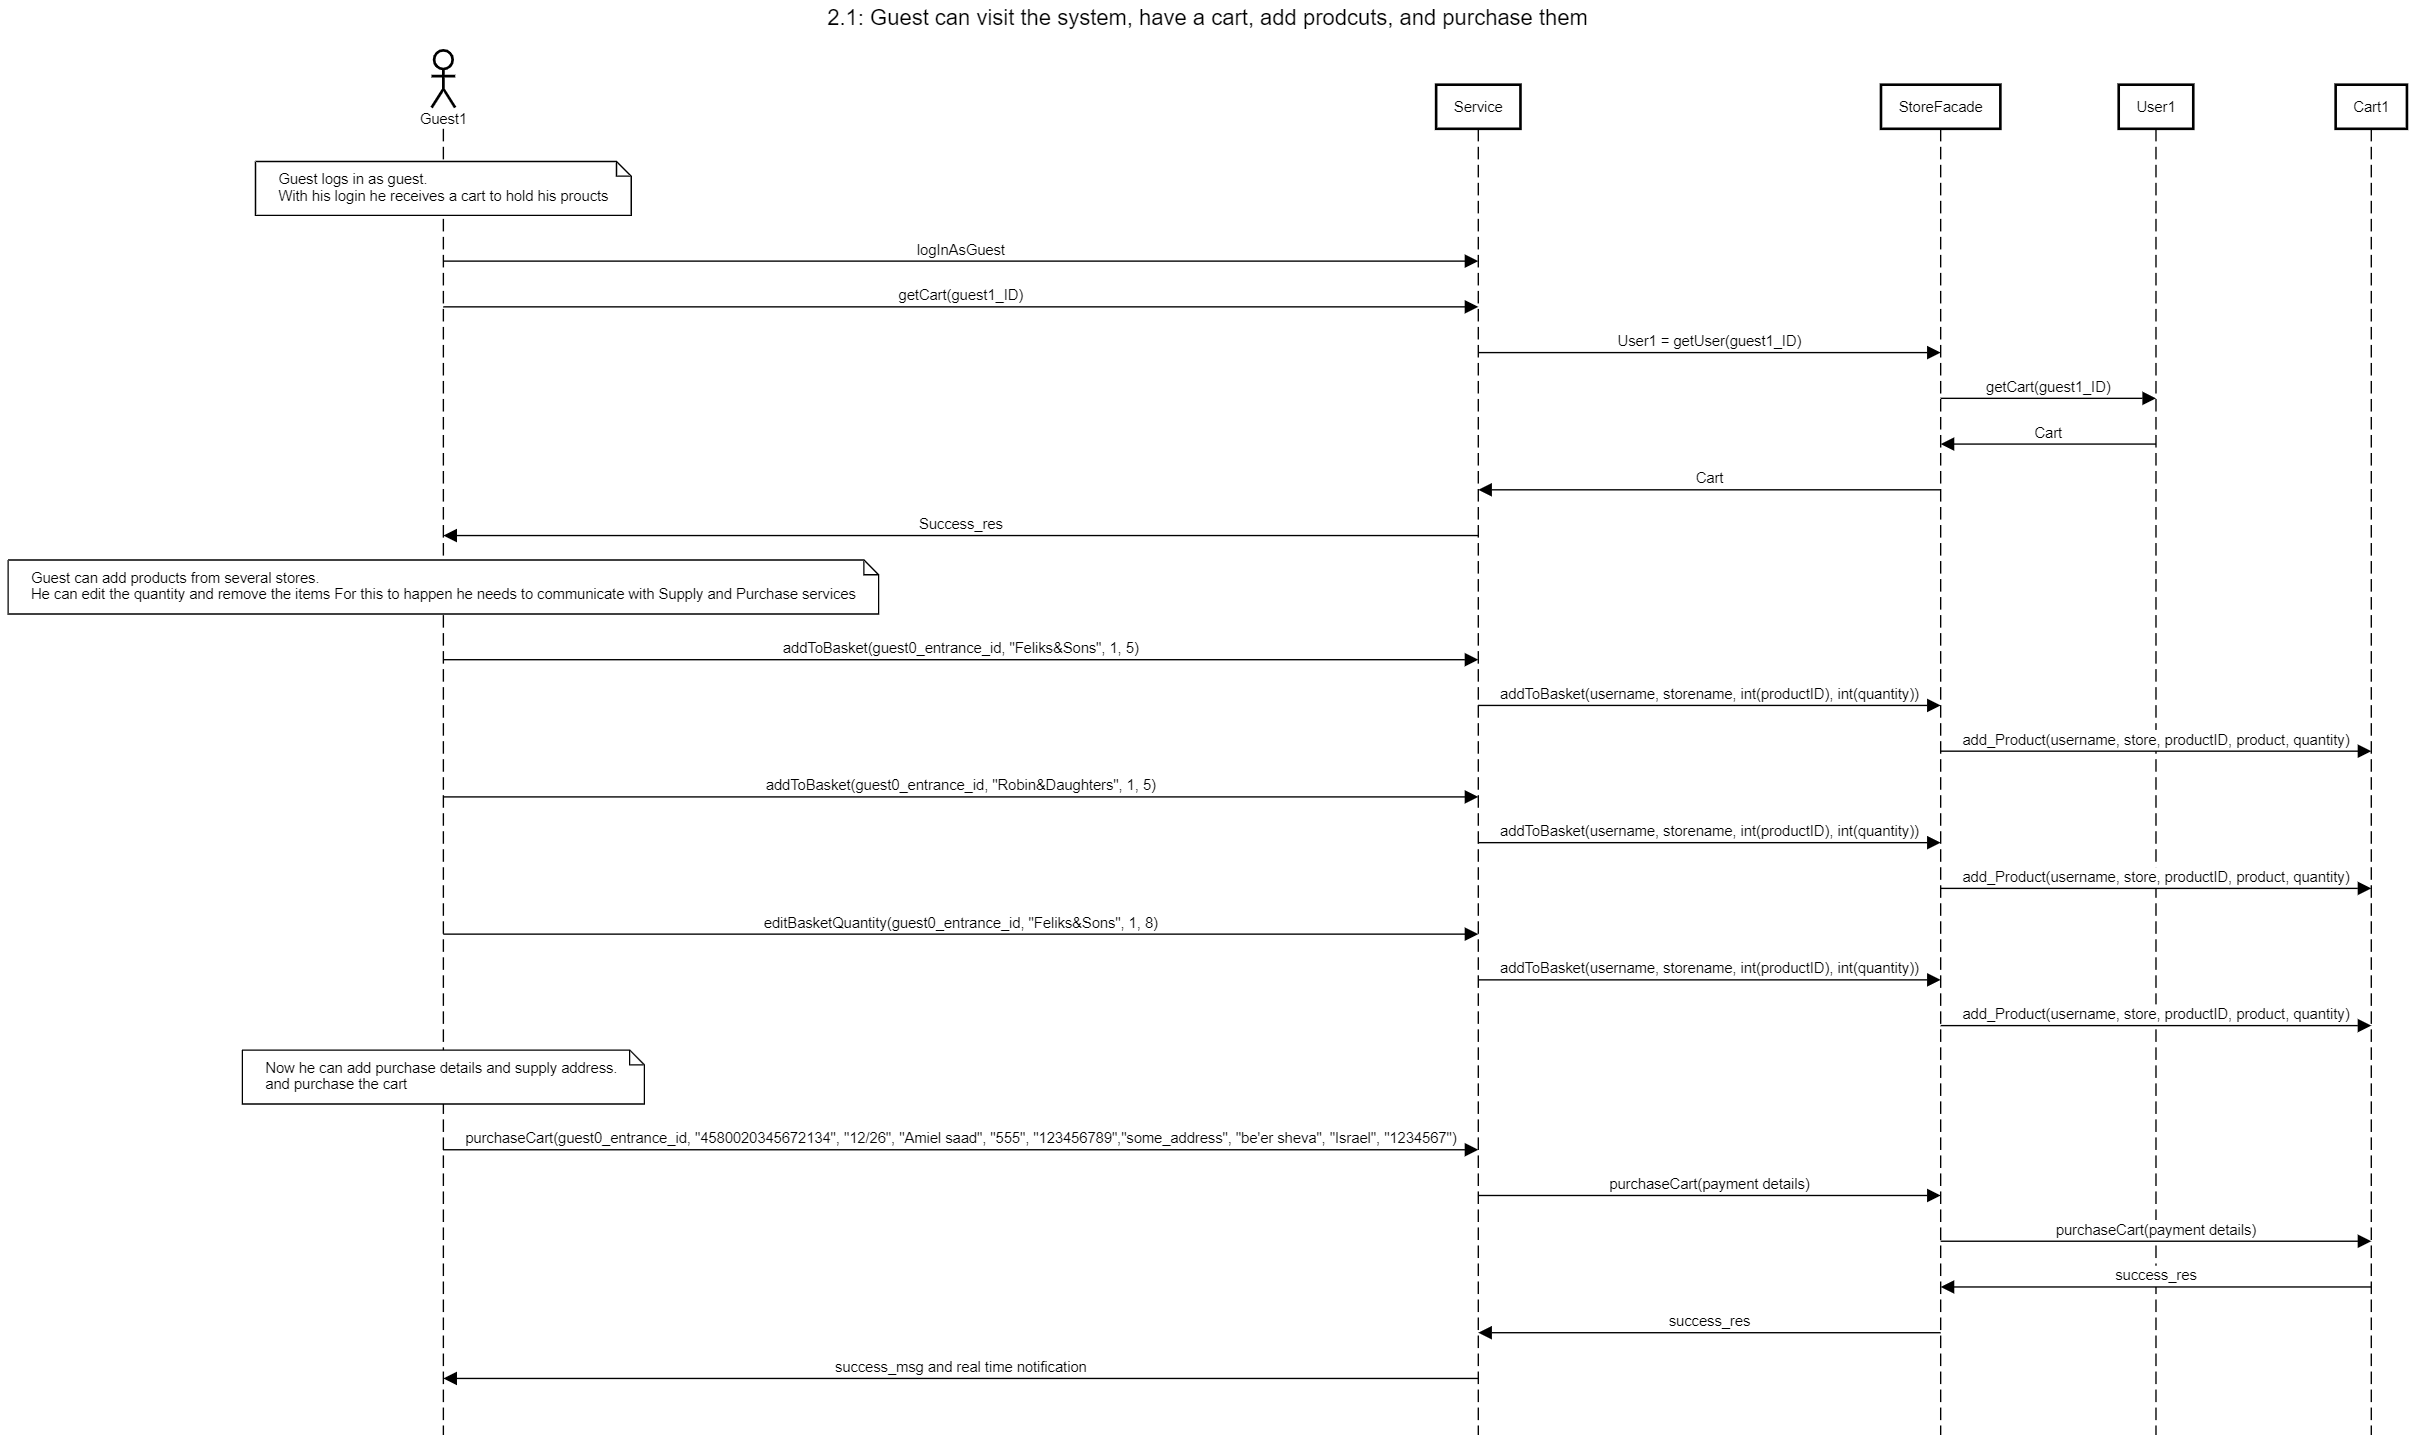 2.1: Guest can visit the system, have a cart, add prodcuts, and purchase them
Guest1
Service
StoreFacade
User1
Cart1
Guest logs in as guest.
With his login he receives a cart to hold his proucts
logInAsGuest
getCart(guest1_ID)
User1 = getUser(guest1_ID)
getCart(guest1_ID)
Cart
Cart
Success_res
Guest can add products from several stores.
He can edit the quantity and remove the items For this to happen he needs to communicate with Supply and Purchase services
addToBasket(guest0_entrance_id, "Feliks&Sons", 1, 5)
addToBasket(username, storename, int(productID), int(quantity))
add_Product(username, store, productID, product, quantity)
addToBasket(guest0_entrance_id, "Robin&Daughters", 1, 5)
addToBasket(username, storename, int(productID), int(quantity))
add_Product(username, store, productID, product, quantity)
editBasketQuantity(guest0_entrance_id, "Feliks&Sons", 1, 8)
addToBasket(username, storename, int(productID), int(quantity))
add_Product(username, store, productID, product, quantity)
Now he can add purchase details and supply address.
and purchase the cart
purchaseCart(guest0_entrance_id, "4580020345672134", "12/26", "Amiel saad", "555", "123456789","some_address", "be'er sheva", "Israel", "1234567")
purchaseCart(payment details)
purchaseCart(payment details)
success_res
success_res
success_msg and real time notification